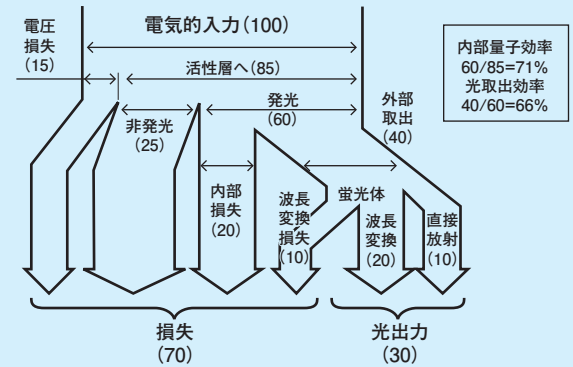 電気的入力(100)
電圧
損失
(15)
活性層へ(85)
非発光
(25)
発光
(60)
外部
取出
(40)
内部量子効率
60/85=71%
光取出効率
40/60=66%
内部
損失
(20)
波長
変換
損失
(10)
蛍光体
波長
変換
(20)
直接
放射
(10)
損失
(70)
光出力
(30)